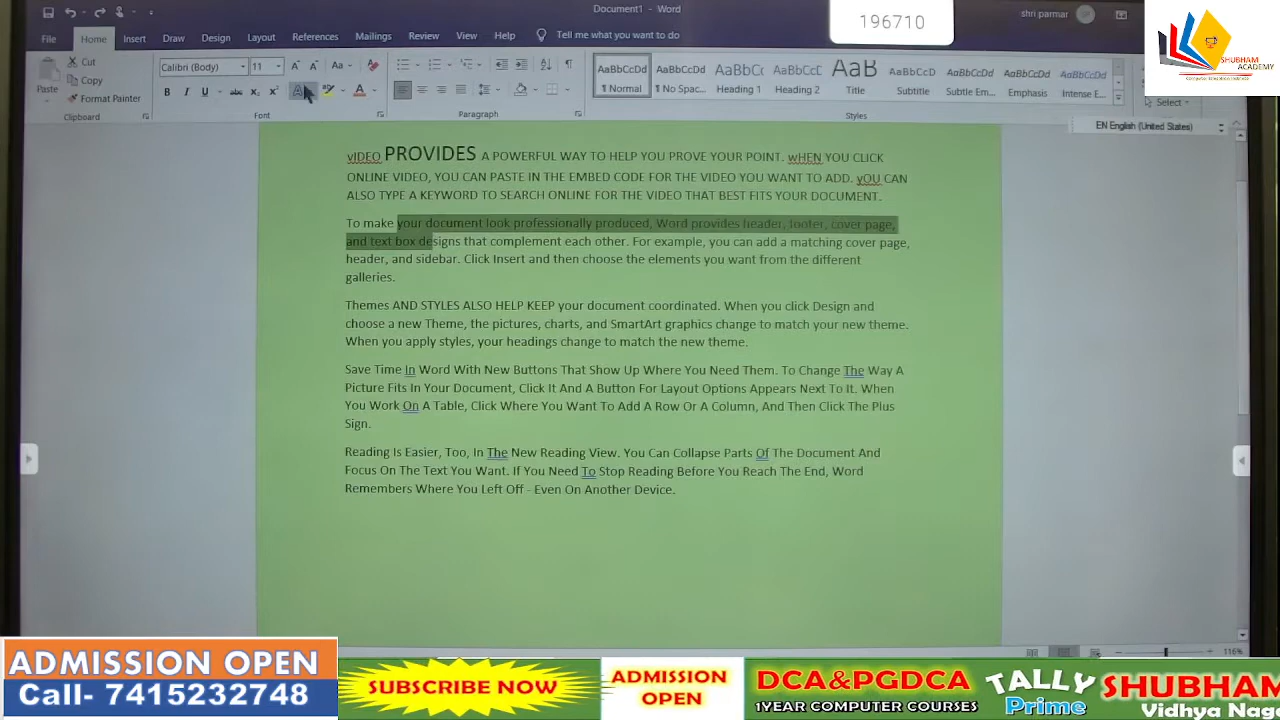 Document1 - Word
196710
shri parmar
SHUBHAM
ACADEMY
File Home Insert Draw Design Layout References Mailings Review View Help Tell me what you want to do
Cut
Copy
Format Painter
Paste
Clipboard
Calibri (Body) 11
Font
Paragraph
AaBbCcDd AaBbCcDd AaBbC AaBbCc AaB AaBbCcD AaBbCcDd AaBbCcDd AaBbCcDd
¶ Normal ¶ No Spac... Heading 1 Heading 2 Title Subtitle Subtle Em... Emphasis Intense E...
Styles
Select
EN English (United States)
vIDEO PROVIDES A POWERFUL WAY TO HELP YOU PROVE YOUR POINT. wHEN YOU CLICK
ONLINE VIDEO, YOU CAN PASTE IN THE EMBED CODE FOR THE VIDEO YOU WANT TO ADD. yOU CAN
ALSO TYPE A KEYWORD TO SEARCH ONLINE FOR THE VIDEO THAT BEST FITS YOUR DOCUMENT.
To make your document look professionally produced, Word provides header, footer, cover page,
and text box designs that complement each other. For example, you can add a matching cover page,
header, and sidebar. Click Insert and then choose the elements you want from the different
galleries.
Themes AND STYLES ALSO HELP KEEP your document coordinated. When you click Design and
choose a new Theme, the pictures, charts, and SmartArt graphics change to match your new theme.
When you apply styles, your headings change to match the new theme.
Save Time In Word With New Buttons That Show Up Where You Need Them. To Change The Way A
Picture Fits In Your Document, Click It And A Button For Layout Options Appears Next To It. When
You Work On A Table, Click Where You Want To Add A Row Or A Column, And Then Click The Plus
Sign.
Reading Is Easier, Too, In The New Reading View. You Can Collapse Parts Of The Document And
Focus On The Text You Want. If You Need To Stop Reading Before You Reach The End, Word
Remembers Where You Left Off - Even On Another Device.
116%
ADMISSION OPEN
Call- 7415232748
SUBSCRIBE NOW
ADMISSION
OPEN
DCA&PGDCA
1YEAR COMPUTER COURSES
TALLY
Prime
SHUBHAM
Vidhya Nag